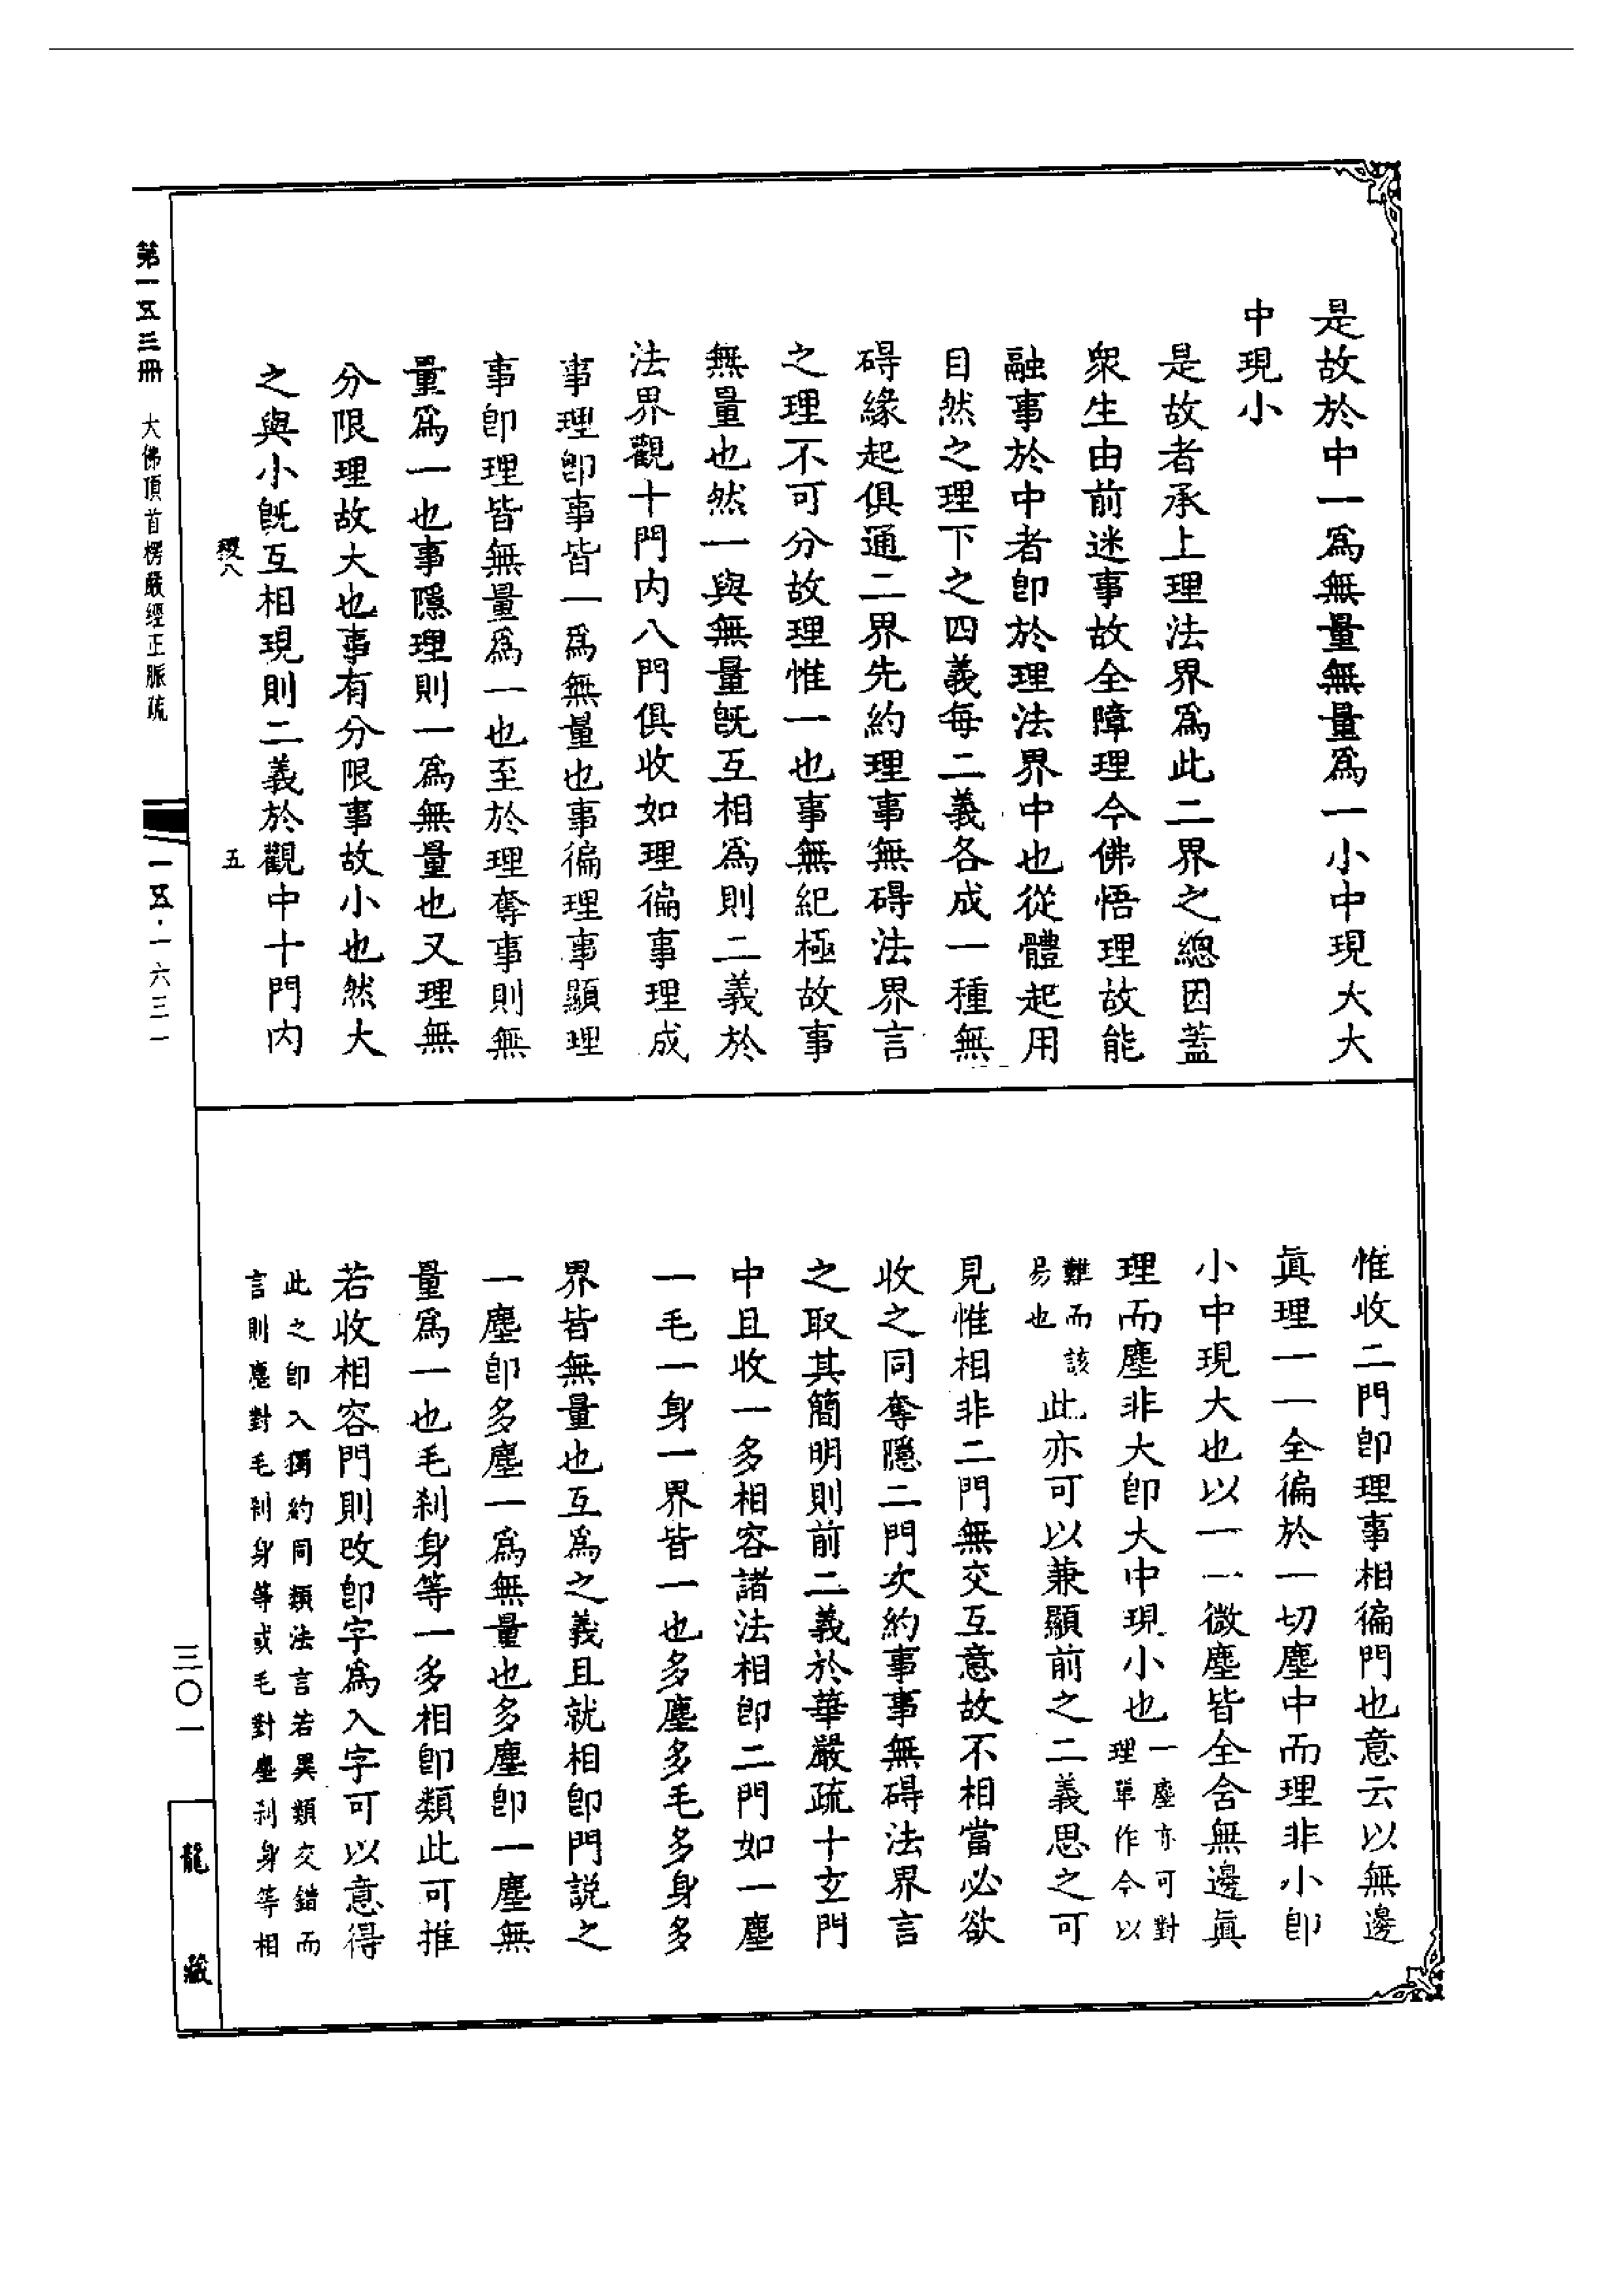 是故於中一爲無量無量爲一小中現大大
中現小
是故者承上理法界爲此二界之總因蓋
衆生由前迷事故全障理今佛悟理故能
融事於中者卽於理法界中也從體起用
自然之理下之四義每二義各成一種無
碍緣起俱通二界先約理事無碍法界言
之理不可分故理惟一也事無紀極故事
無量也然一與無量旣互相爲則二義於
法界觀十門內八門俱收如理徧事理成
事理卽事皆一爲無量也事徧理事顯理
事卽理皆無量爲一也至於理奪事則無
量爲一也事隱理則一爲無量也又理無
分限理故大也事有分限事故小也然大
之與小旣互相現則二義於觀中十門內
稷八
五
惟收二門卽理事相徧門也意云以無邊
眞理一一全徧於一切塵中而理非小卽
小中現大也以一一微塵皆全含無邊眞
理而塵非大卽大中現小也一塵亦可對
理單作今以
難而該
易也
此亦可以兼顯前之二義思之可
見惟相非二門無交互意故不相當必欲
收之同奪隱二門次約事事無碍法界言
之取其簡明則前二義於華嚴疏十玄門
中且收一多相容諸法相卽二門如一塵
一毛一身一界皆一也多塵多毛多身多
界皆無量也互爲之義且就相卽門說之
一塵卽多塵一爲無量也多塵卽一塵無
量爲一也毛刹身等一多相卽類此可推
若收相容門則改卽字爲入字可以意得
此之卽入獨約同類法言若異類交錯而
言則塵對毛刹身等或毛對塵刹身等相
第一五三冊 大佛頂首楞嚴經正脈疏
一五·一六三一
三〇一
龍藏